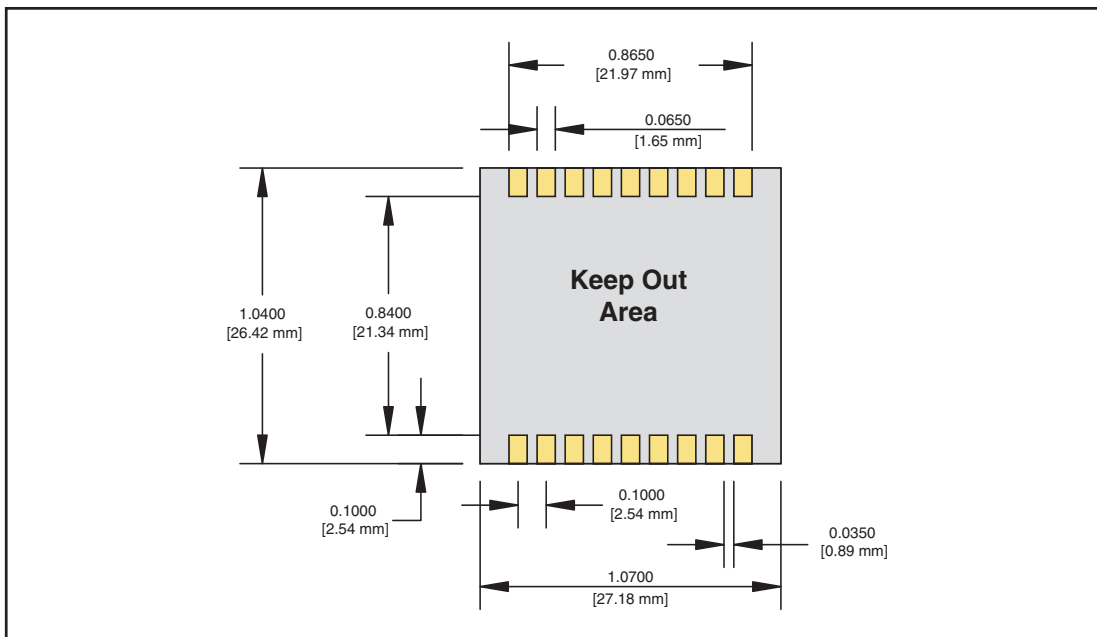 0.8650
[21.97 mm]
0.0650
[1.65 mm]
Keep Out
Area
1.0400
[26.42 mm]
0.8400
[21.34 mm]
0.1000
[2.54 mm]
0.1000
[2.54 mm]
0.0350
[0.89 mm]
1.0700
[27.18 mm]